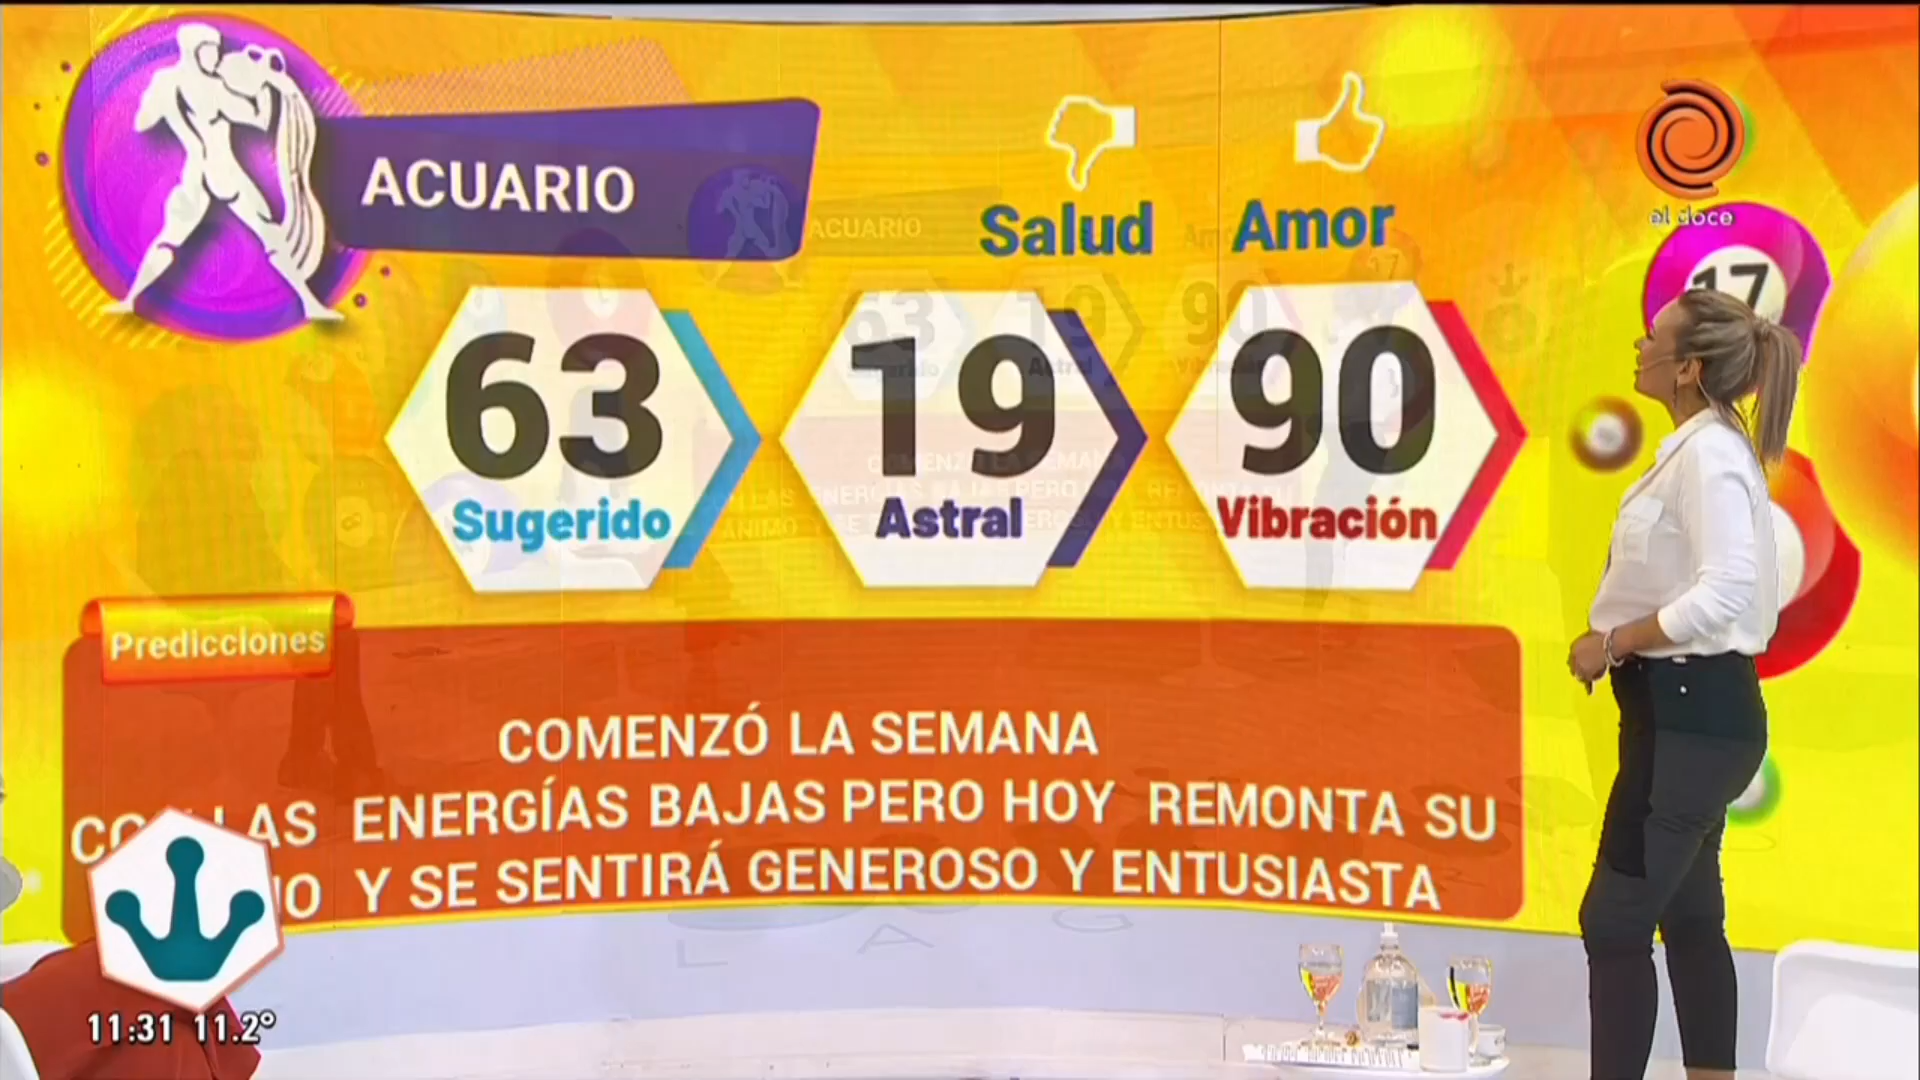 ACUARIO
Salud Amor
el doce
17
63 19 90
Sugerido Astral Vibración
Predicciones
COMENZÓ LA SEMANA
LAS ENERGÍAS BAJAS PERO HOY REMONTA SU
Y SE SENTIRÁ GENEROSO Y ENTUSIASTA
11:31 11.2°